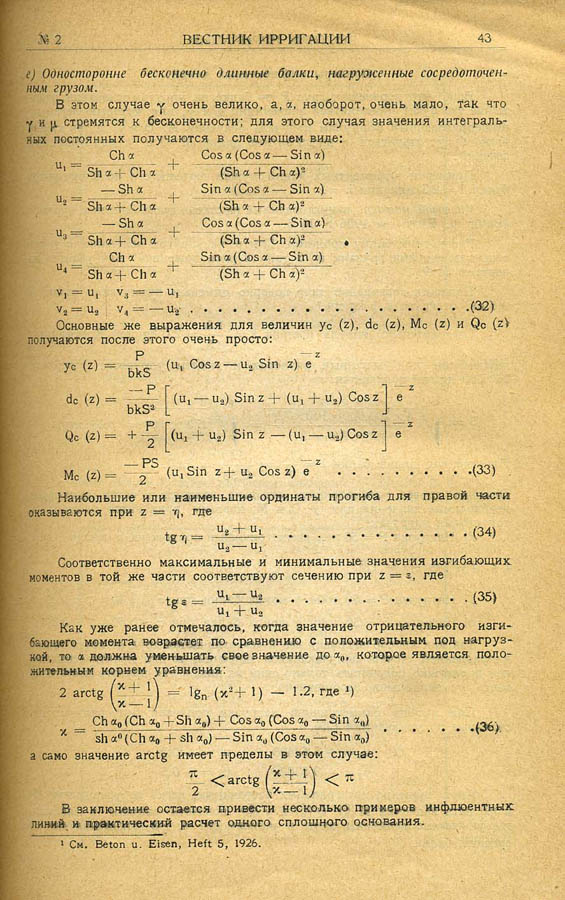 № 2 ВЕСТНИК ИРРИГАЦИИ 43
е) Односторонне бесконечно длинные балки, нагруженные сосредоточен-
ным грузом.
В этом случае γ очень велико, а, α, наоборот, очень мало, так что
γ и μ стремятся к бесконечности; для этого случая значения интеграль-
ных постоянных получаются в следующем виде:
u₁ = Ch α / (Sh α + Ch α) + Cos α (Cos α — Sin α) / (Sh α + Ch α)²
u₂ = — Sh α / (Sh α + Ch α) + Sin α (Cos α — Sin α) / (Sh α + Ch α)²
u₃ = — Sh α / (Sh α + Ch α) + Cos α (Cos α — Sin α) / (Sh α + Ch α)²
u₄ = Ch α / (Sh α + Ch α) + Sin α (Cos α — Sin α) / (Sh α + Ch α)²
v₁ = u₁ v₃ = — u₁
v₂ = u₂ v₄ = — u₂ . . . . . . . . . . . . . . . . . . . (32)
Основные же выражения для величин yc (z), dc (z), Mc (z) и Qc (z)
получаются после этого очень просто:
yc (z) = P / bkS (u₁ Cos z — u₂ Sin z) e^—z
dc (z) = — P / bkS² [(u₁ — u₂) Sin z + (u₁ + u₂) Cos z] e^—z
Qc (z) = + P / 2 [(u₁ + u₂) Sin z — (u₁ — u₂) Cos z] e^—z
Mc (z) = — PS / 2 (u₁ Sin z + u₂ Cos z) e^—z . . . . . . . . . . (33)
Наибольшие или наименьшие ординаты прогиба для правой части
оказываются при z = η, где
tg η = (u₂ + u₁) / (u₂ — u₁) . . . . . . . . . . . . . . (34)
Соответственно максимальные и минимальные значения изгибающих
моментов в той же части соответствуют сечению при z = ε, где
tg ε = (u₁ — u₂) / (u₁ + u₂) . . . . . . . . . . . . . . (35)
Как уже ранее отмечалось, когда значение отрицательного изги-
бающего момента возрастет по сравнению с положительным под нагруз-
кой, то α должна уменьшать свое значение до α₀, которое является поло-
жительным корнем уравнения:
2 arctg (ϰ + 1 / ϰ — 1) = lgₙ (ϰ² + 1) — 1.2, где ¹)
ϰ = Ch α₀ (Ch α₀ + Sh α₀) + Cos α₀ (Cos α₀ — Sin α₀) / sh α⁰ (Ch α₀ + sh α₀) — Sin α₀ (Cos α₀ — Sin α₀) . . . . . . . (36)
а само значение arctg имеет пределы в этом случае:
π / 2 < arctg (ϰ + 1 / ϰ — 1) < π
В заключение остается привести несколько примеров инфлюентных
линий и практический расчет одного сплошного основания.
¹ См. Beton u. Eisen, Heft 5, 1926.